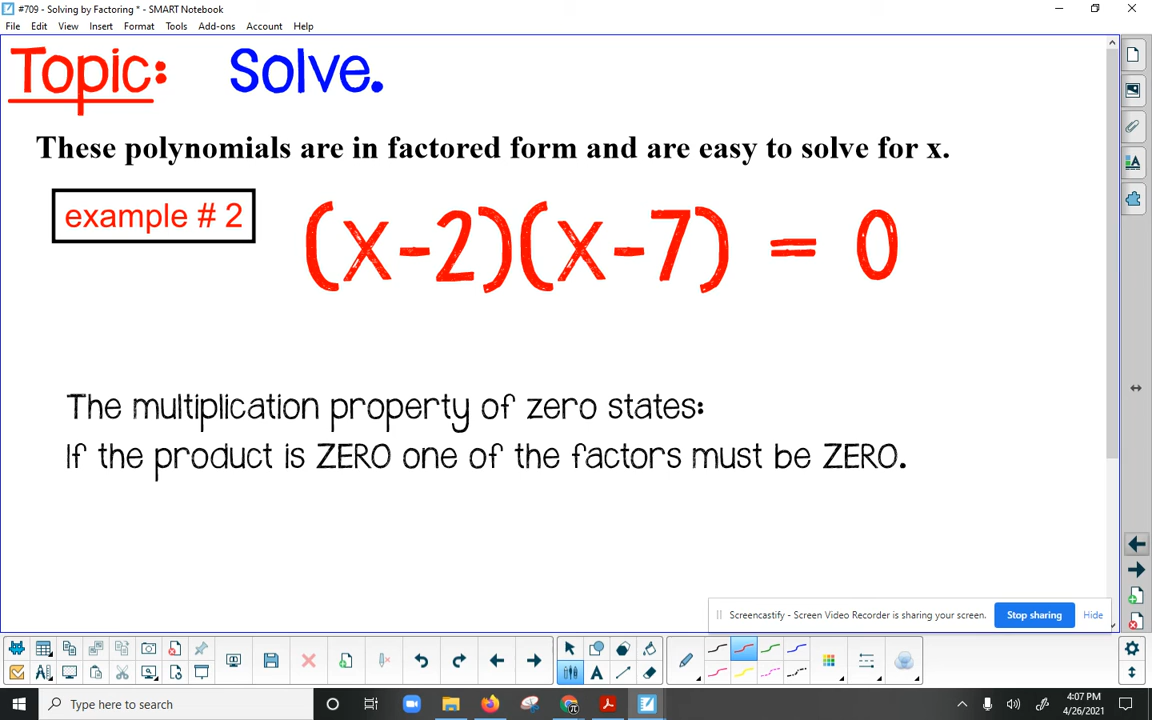 #709 - Solving by Factoring * - SMART Notebook
File Edit View Insert Format Tools Add-ons Account Help
Topic: Solve.
These polynomials are in factored form and are easy to solve for x.
example # 2
(x-2)(x-7) = 0
The multiplication property of zero states:
If the product is ZERO one of the factors must be ZERO.
Screencastify - Screen Video Recorder is sharing your screen. Stop sharing Hide
Type here to search
4:07 PM
4/26/2021